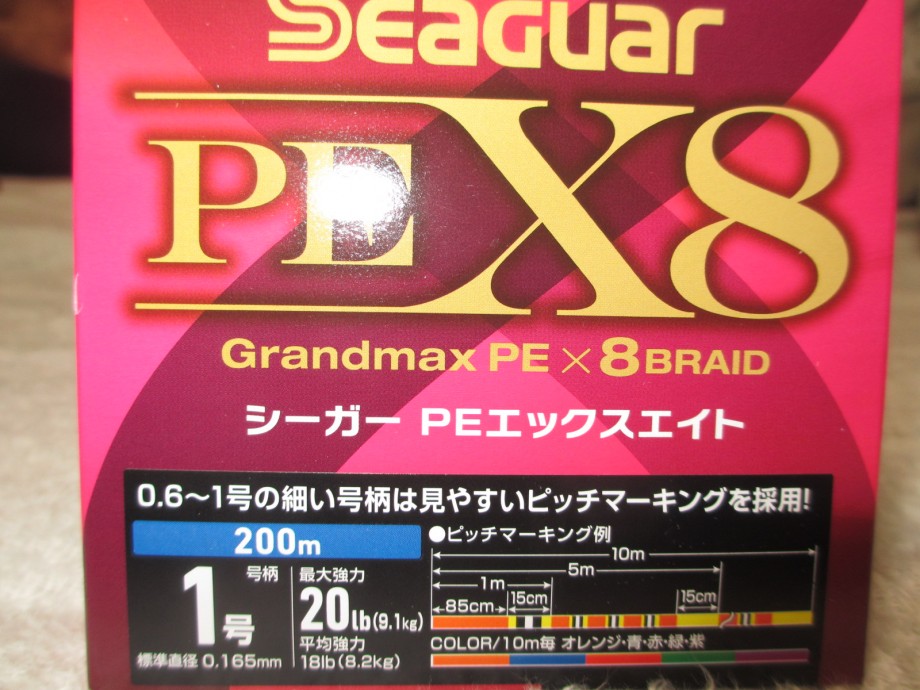 Seaguar
PEX8
Grandmax PE×8BRAID
シーガー PEエックスエイト
0.6～1号の細い号柄は見やすいピッチマーキングを採用!
200m
●ピッチマーキング例
10m
5m
1m
85cm
15cm
15cm
1号
号柄
標準直径 0.165mm
最大強力
20lb(9.1kg)
平均強力
18lb(8.2kg)
COLOR/10m毎 オレンジ・青・赤・緑・紫